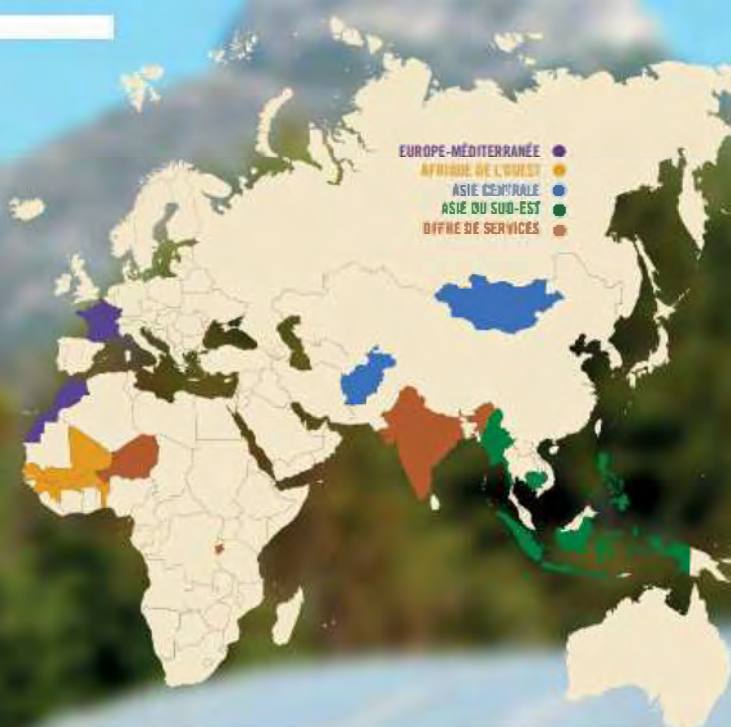 EUROPE-MÉDITERRANÉE
AFRIQUE DE L'OUEST
ASIE CENTRALE
ASIE DU SUD-EST
OFFRE DE SERVICES